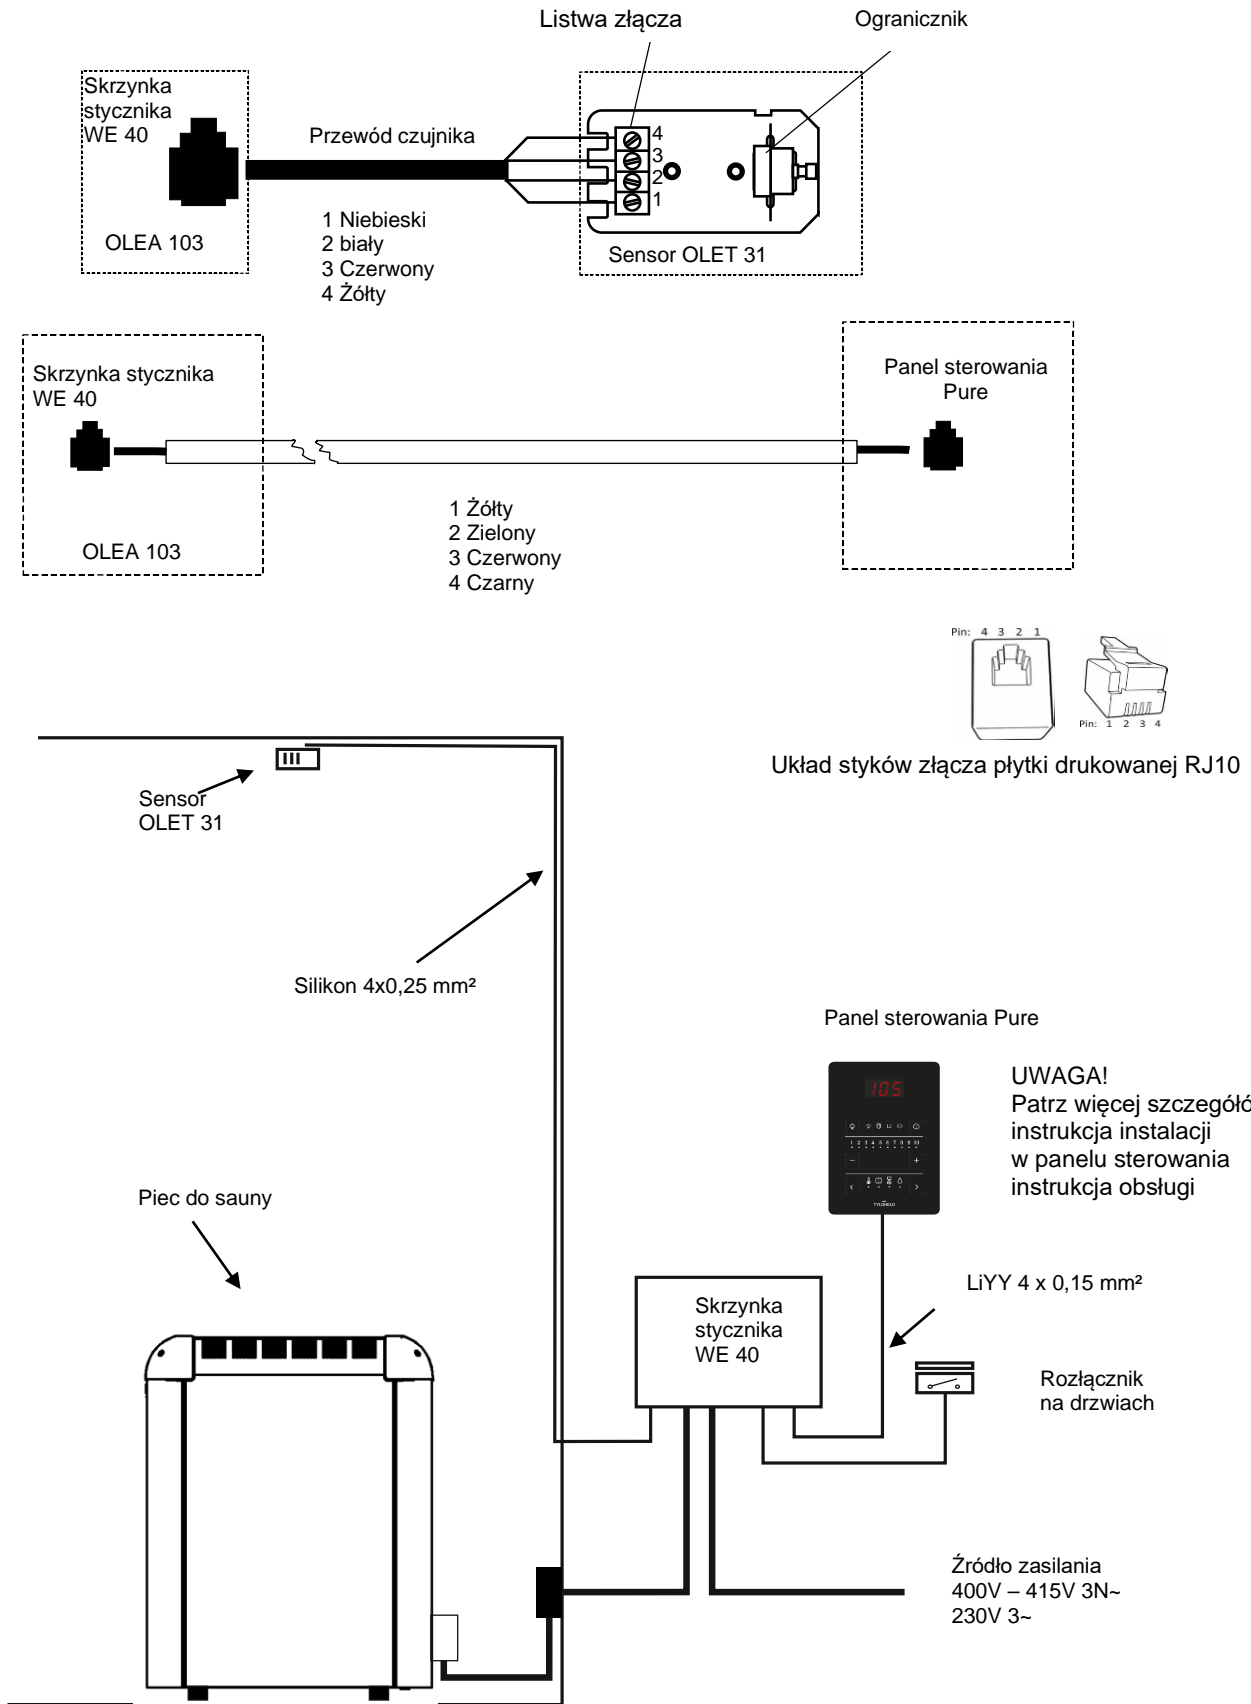 Listwa złącza
Ogranicznik
Skrzynka
stycznika
WE 40
Przewód czujnika
4
3
2
1
OLEA 103
1 Niebieski
2 biały
3 Czerwony
4 Żółty
Sensor OLET 31
Skrzynka stycznika
WE 40
Panel sterowania
Pure
OLEA 103
1 Żółty
2 Zielony
3 Czerwony
4 Czarny
Pin: 4 3 2 1
Pin: 1 2 3 4
Układ styków złącza płytki drukowanej RJ10
Sensor
OLET 31
Silikon 4x0,25 mm²
Panel sterowania Pure
105
1 2 3 4 5 6 7 8 9 10
UWAGA!
Patrz więcej szczegółó
instrukcja instalacji
w panelu sterowania
instrukcja obsługi
Piec do sauny
LiYY 4 x 0,15 mm²
Skrzynka
stycznika
WE 40
Rozłącznik
na drzwiach
Źródło zasilania
400V – 415V 3N~
230V 3~